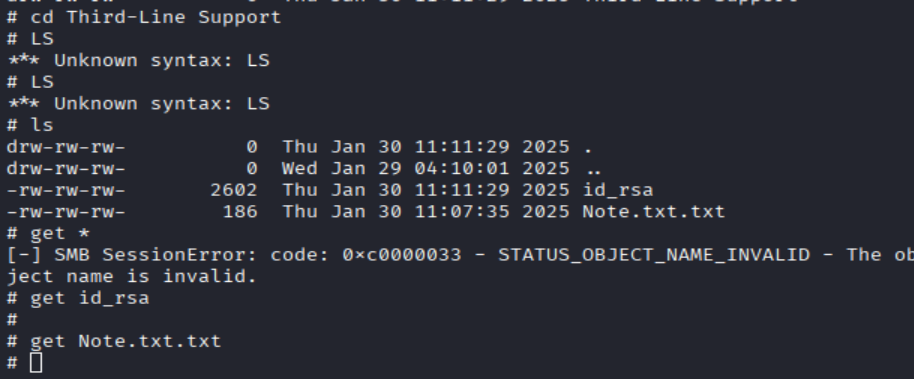 # cd Third-Line Support
# LS
*** Unknown syntax: LS
# LS
*** Unknown syntax: LS
# ls
drw-rw-rw-          0  Thu Jan 30 11:11:29 2025 .
drw-rw-rw-          0  Wed Jan 29 04:10:01 2025 ..
-rw-rw-rw-       2602  Thu Jan 30 11:11:29 2025 id_rsa
-rw-rw-rw-        186  Thu Jan 30 11:07:35 2025 Note.txt.txt
# get *
[-] SMB SessionError: code: 0xc0000033 - STATUS_OBJECT_NAME_INVALID - The ob
ject name is invalid.
# get id_rsa
#
# get Note.txt.txt
#